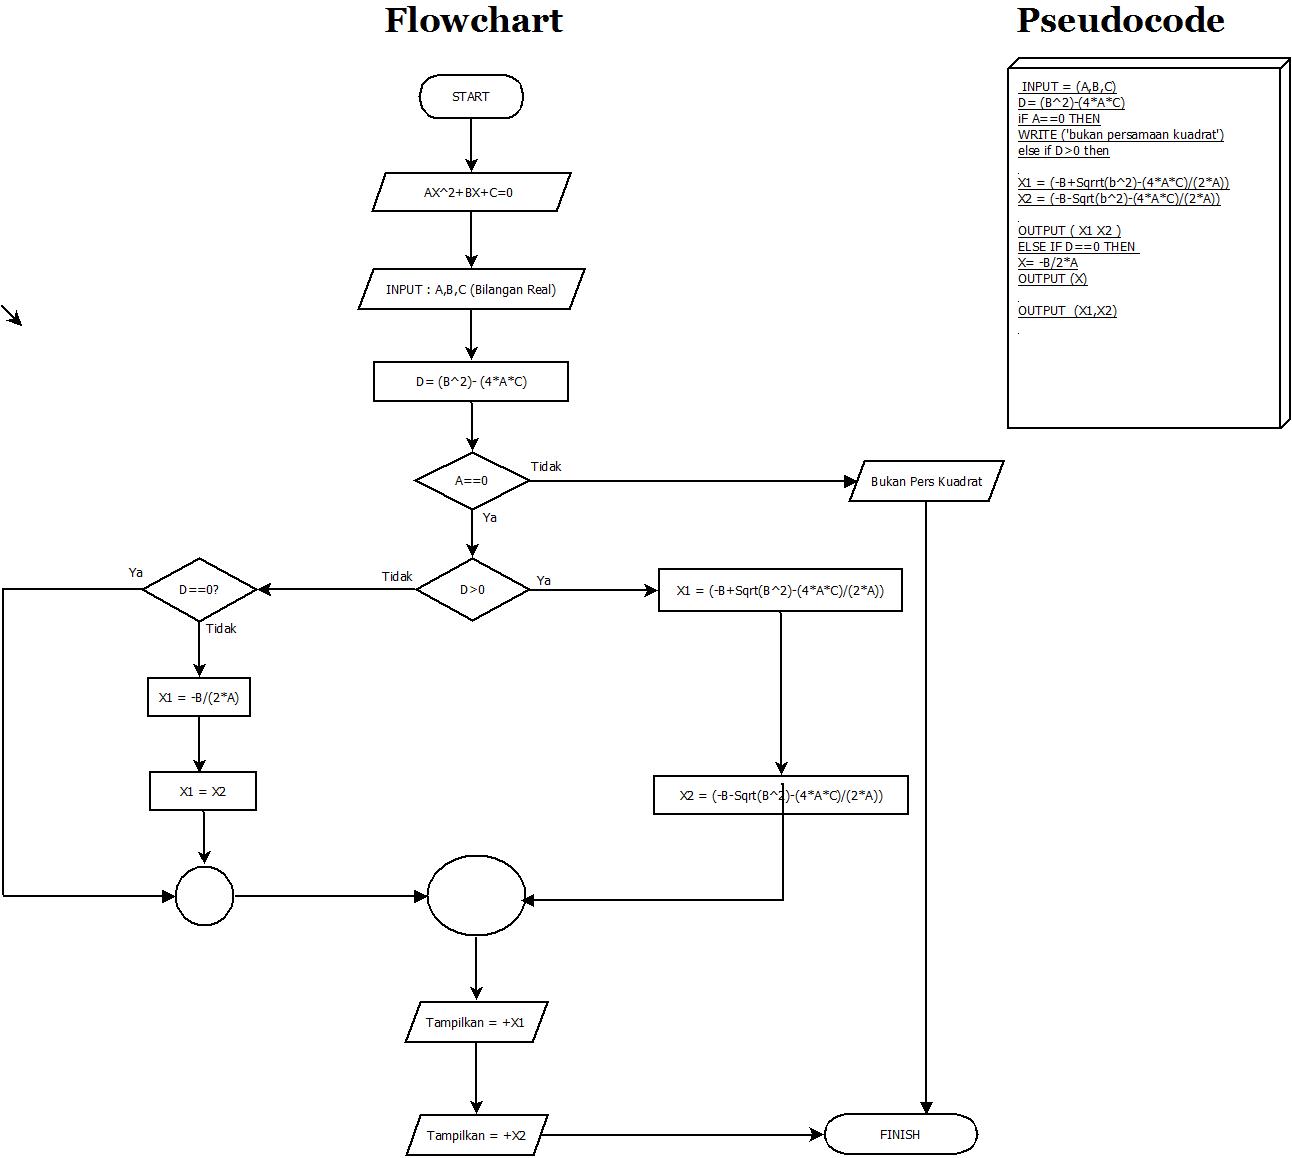 Flowchart
Pseudocode
START
AX^2+BX+C=0
INPUT : A,B,C (Bilangan Real)
D= (B^2)- (4*A*C)
A==0
Tidak
Bukan Pers Kuadrat
Ya
Ya
D==0?
Tidak
D>0
Ya
X1 = (-B+Sqrt(B^2)-(4*A*C)/(2*A))
Tidak
X1 = -B/(2*A)
X1 = X2
X2 = (-B-Sqrt(B^2)-(4*A*C)/(2*A))
Tampilkan = +X1
Tampilkan = +X2
FINISH
INPUT = (A,B,C)
D= (B^2)-(4*A*C)
iF A==0 THEN
WRITE ('bukan persamaan kuadrat')
else if D>0 then
.
X1 = (-B+Sqrrt(b^2)-(4*A*C)/(2*A))
X2 = (-B-Sqrt(b^2)-(4*A*C)/(2*A))
.
OUTPUT ( X1 X2 )
ELSE IF D==0 THEN
X= -B/2*A
OUTPUT (X)
.
OUTPUT  (X1,X2)
.